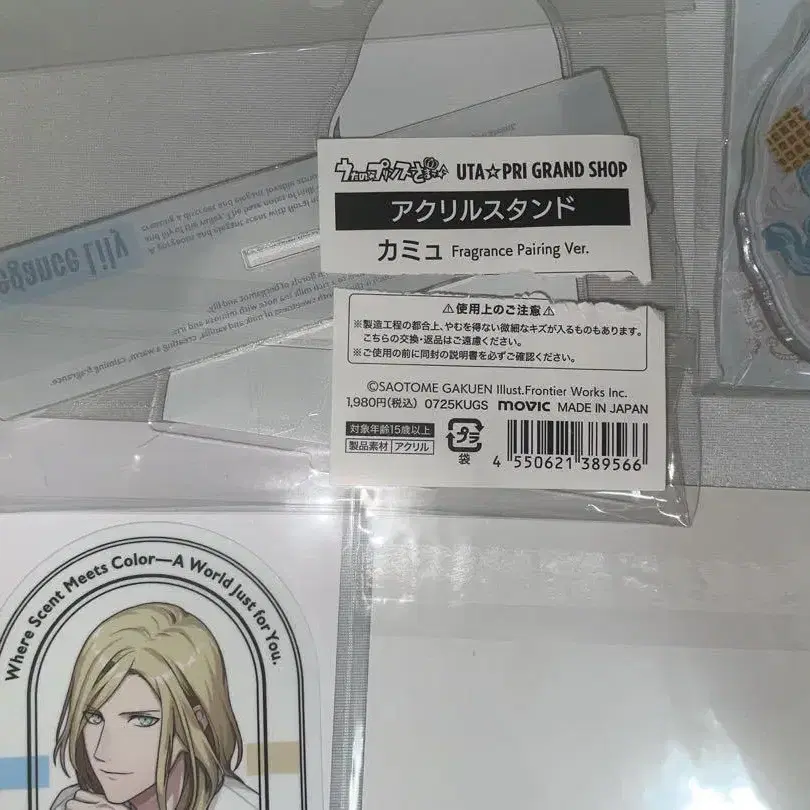 うたの☆プリンスさまっ♪ UTA☆PRI GRAND SHOP
アクリルスタンド
カミュ Fragrance Pairing Ver.
⚠使用上のご注意⚠
※製造工程の都合上、やむを得ない微細なキズが入るものもあります。
こちらの交換・返品はご遠慮ください。
※ご使用の前に同封の説明書を必ずご確認ください。
©SAOTOME GAKUEN Illust.Frontier Works Inc.
1,980円(税込) 0725KUGS movic MADE IN JAPAN
対象年齢15歳以上
製品素材 アクリル
プラ
袋
4 550621 389566
egance Lily
Where Scent Meets Color—A World Just for You.